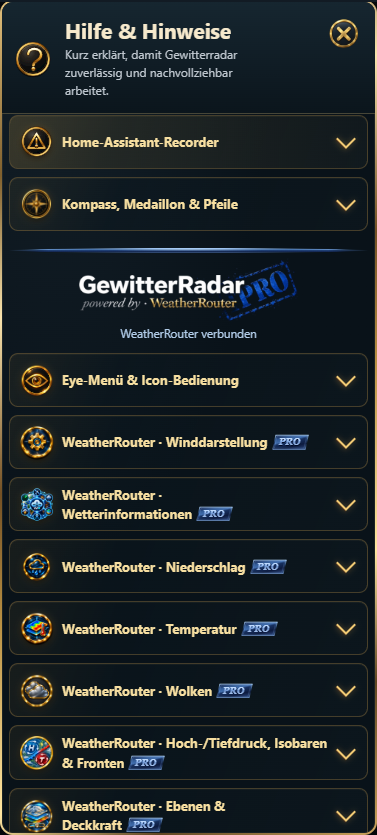 Hilfe & Hinweise
Kurz erklärt, damit Gewitterradar
zuverlässig und nachvollziehbar
arbeitet.
Home-Assistant-Recorder
Kompass, Medaillon & Pfeile
GewitterRadar PRO
powered by · WeatherRouter
WeatherRouter verbunden
Eye-Menü & Icon-Bedienung
WeatherRouter · Winddarstellung PRO
WeatherRouter ·
Wetterinformationen PRO
WeatherRouter · Niederschlag PRO
WeatherRouter · Temperatur PRO
WeatherRouter · Wolken PRO
H
T
WeatherRouter · Hoch-/Tiefdruck, Isobaren
& Fronten PRO
WeatherRouter · Ebenen &
Deckkraft PRO